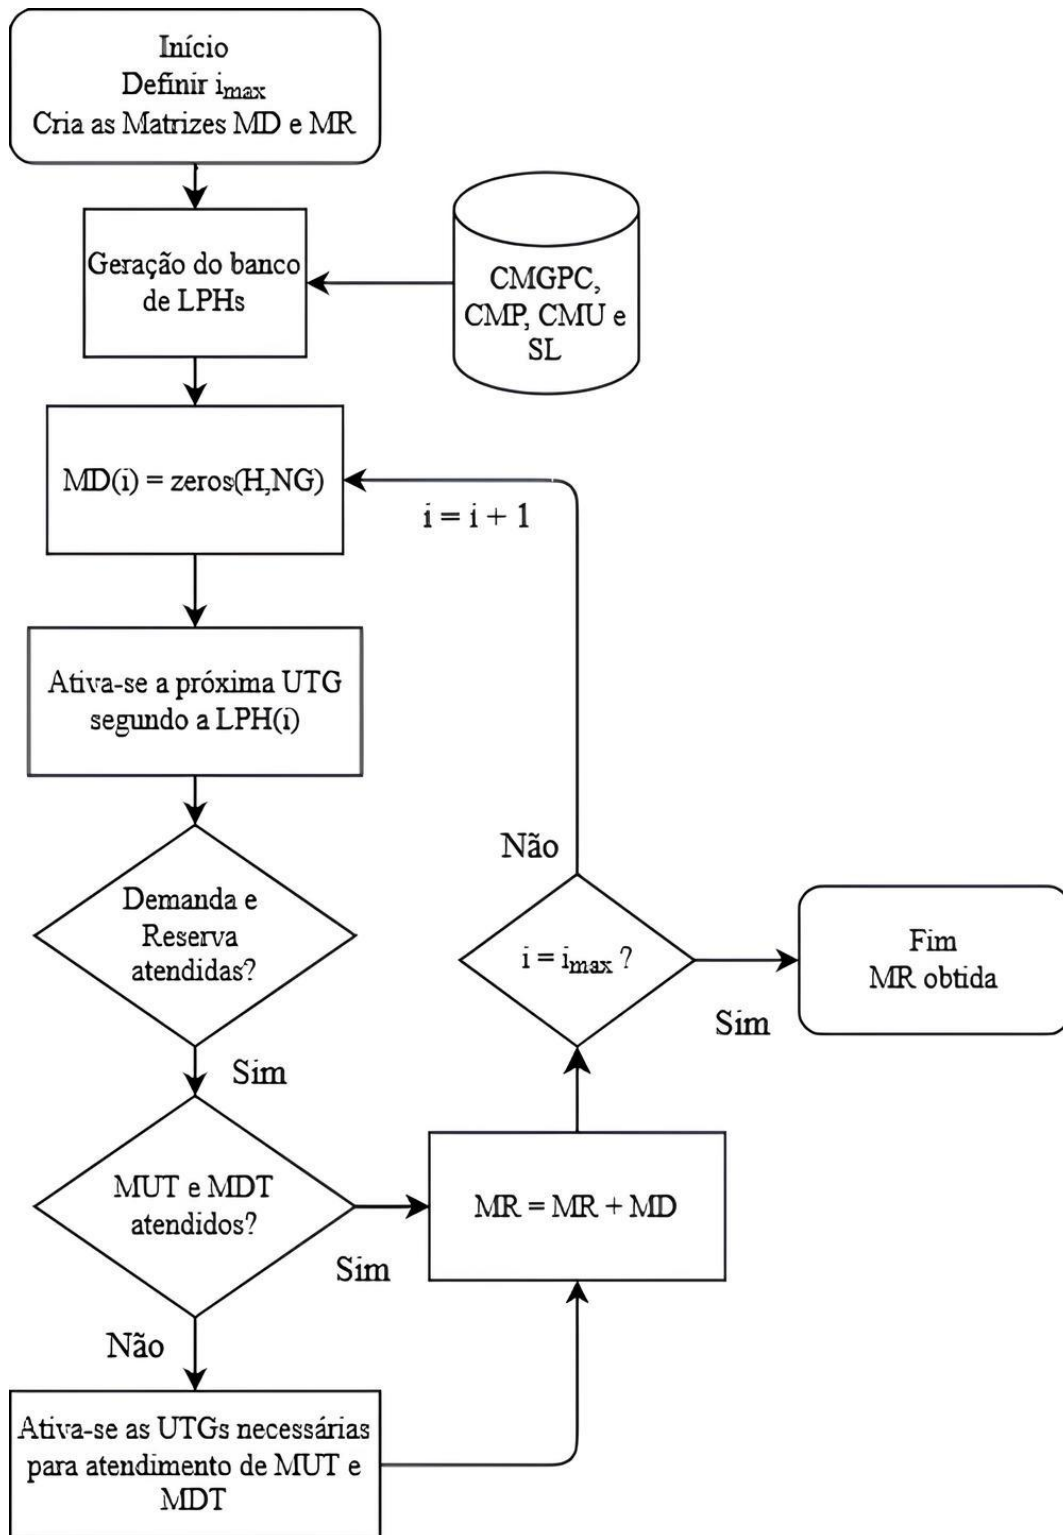 Início
Definir imax
Cria as Matrizes MD e MR
Geração do banco
de LPHs
CMGPC,
CMP, CMU e
SL
MD(i) = zeros(H,NG)
i = i + 1
Ativa-se a próxima UTG
segundo a LPH(i)
Demanda e
Reserva
atendidas?
Sim
MUT e MDT
atendidos?
Sim
Não
Ativa-se as UTGs necessárias
para atendimento de MUT e
MDT
MR = MR + MD
i = imax ?
Não
Sim
Fim
MR obtida